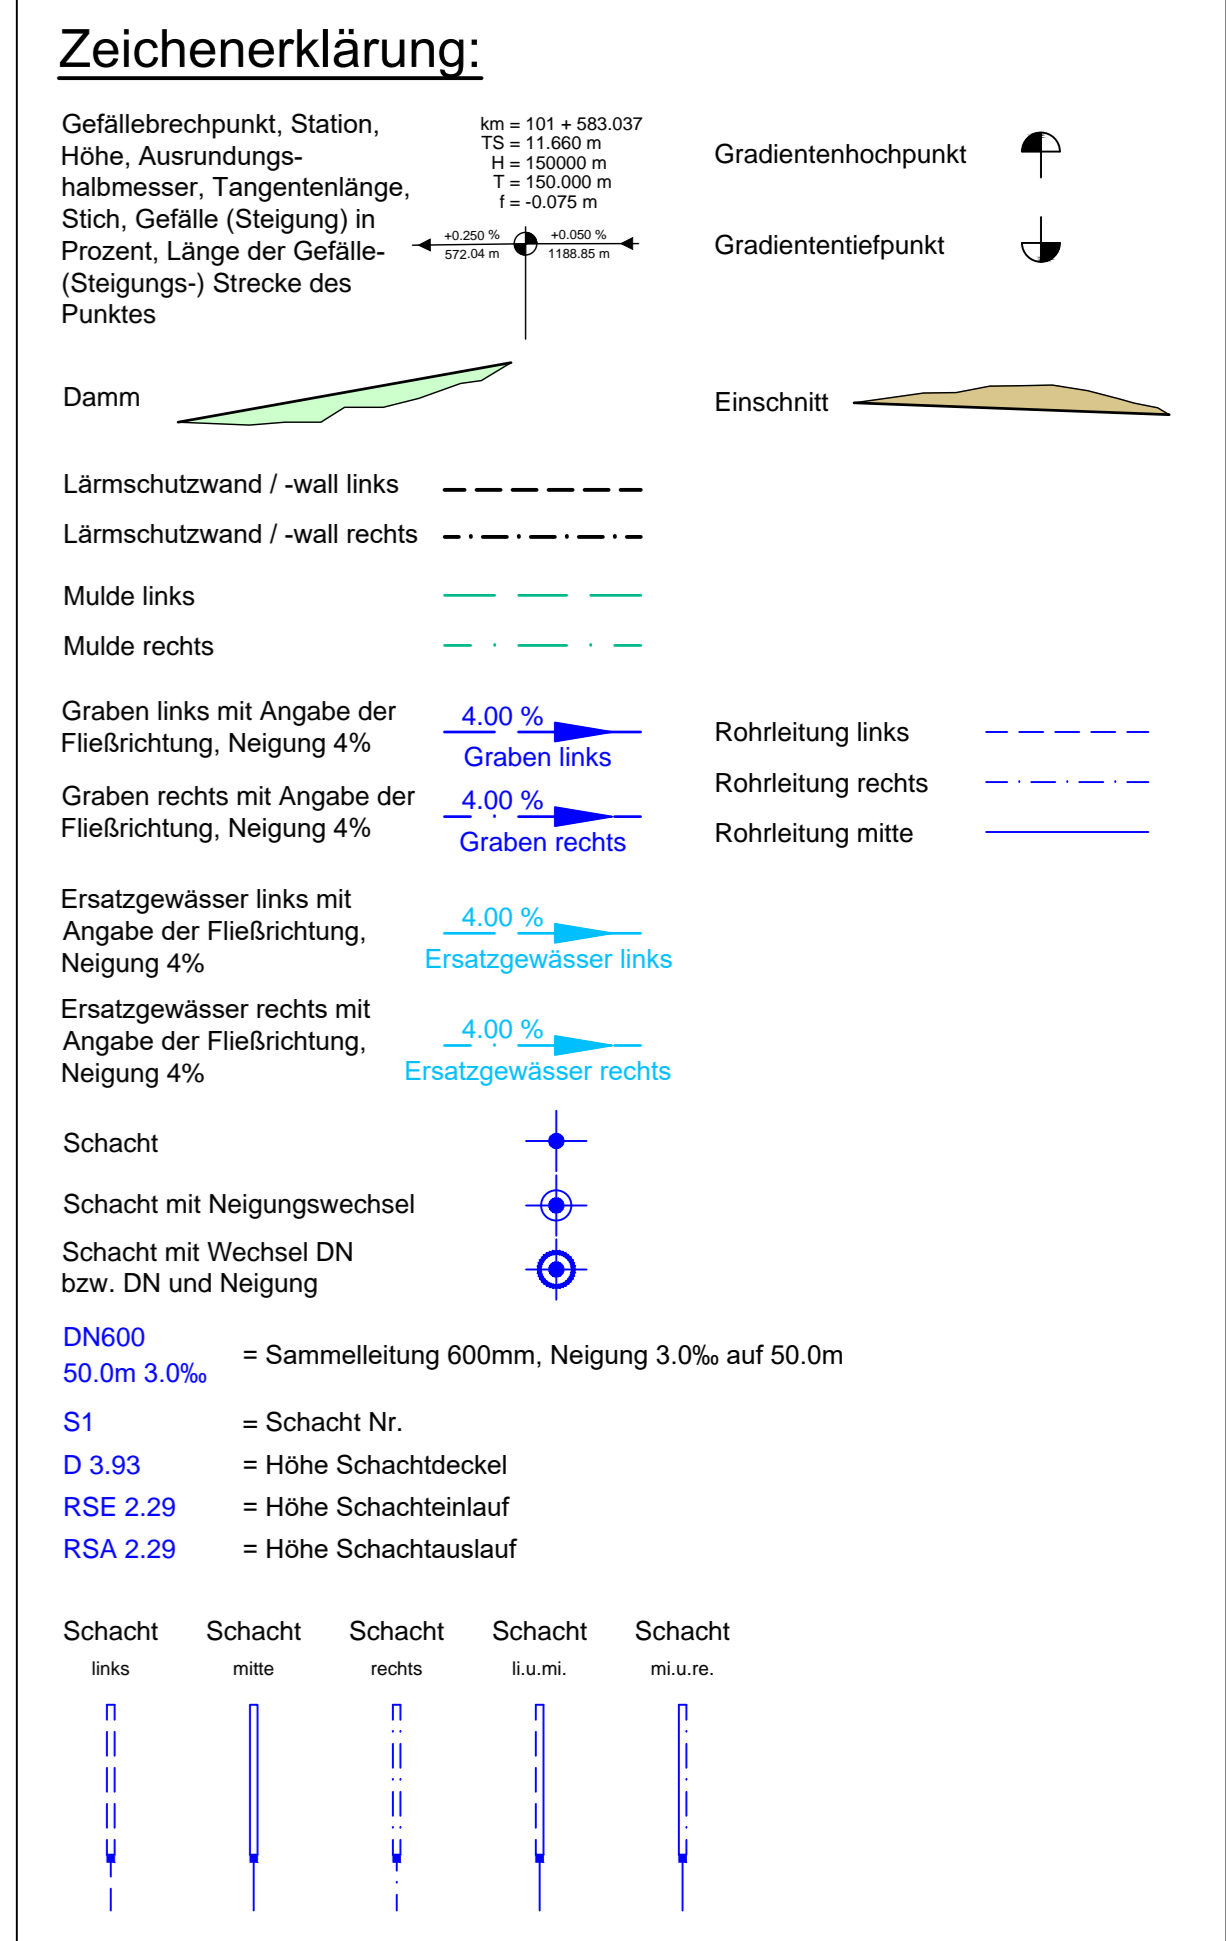 Zeichenerklärung:
Gefällebrechpunkt, Station,
Höhe, Ausrundungs-
halbmesser, Tangentenlänge,
Stich, Gefälle (Steigung) in
Prozent, Länge der Gefälle-
(Steigungs-) Strecke des
Punktes
km = 101 + 583.037
TS = 11.660 m
H = 150000 m
T = 150.000 m
f = -0.075 m
+0.250 % +0.050 %
572.04 m 1188.85 m
Gradientenhochpunkt
Gradiententiefpunkt
Damm
Einschnitt
Lärmschutzwand / -wall links
Lärmschutzwand / -wall rechts
Mulde links
Mulde rechts
Graben links mit Angabe der
Fließrichtung, Neigung 4%
4.00 %
Graben links
Graben rechts mit Angabe der
Fließrichtung, Neigung 4%
4.00 %
Graben rechts
Rohrleitung links
Rohrleitung rechts
Rohrleitung mitte
Ersatzgewässer links mit
Angabe der Fließrichtung,
Neigung 4%
4.00 %
Ersatzgewässer links
Ersatzgewässer rechts mit
Angabe der Fließrichtung,
Neigung 4%
4.00 %
Ersatzgewässer rechts
Schacht
Schacht mit Neigungswechsel
Schacht mit Wechsel DN
bzw. DN und Neigung
DN600
50.0m 3.0‰
= Sammelleitung 600mm, Neigung 3.0‰ auf 50.0m
S1 = Schacht Nr.
D 3.93 = Höhe Schachtdeckel
RSE 2.29 = Höhe Schachteinlauf
RSA 2.29 = Höhe Schachtauslauf
Schacht Schacht Schacht Schacht Schacht
links mitte rechts li.u.mi. mi.u.re.